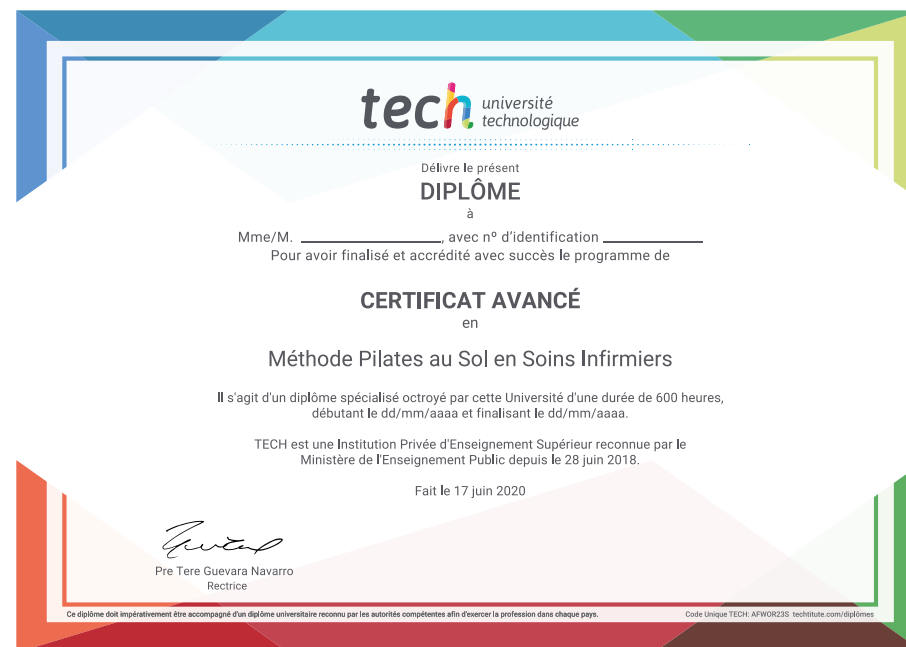 tech université
technologique
Délivre le présent
DIPLÔME
à
Mme/M. ____________________, avec nº d'identification ______________
Pour avoir finalisé et accrédité avec succès le programme de
CERTIFICAT AVANCÉ
en
Méthode Pilates au Sol en Soins Infirmiers
Il s'agit d'un diplôme spécialisé octroyé par cette Université d'une durée de 600 heures,
débutant le dd/mm/aaaa et finalisant le dd/mm/aaaa.
TECH est une Institution Privée d'Enseignement Supérieur reconnue par le
Ministère de l'Enseignement Public depuis le 28 juin 2018.
Fait le 17 juin 2020
Pre Tere Guevara Navarro
Rectrice
Ce diplôme doit impérativement être accompagné d'un diplôme universitaire reconnu par les autorités compétentes afin d'exercer la profession dans chaque pays.
Code Unique TECH: AFWOR23S techtitute.com/diplômes